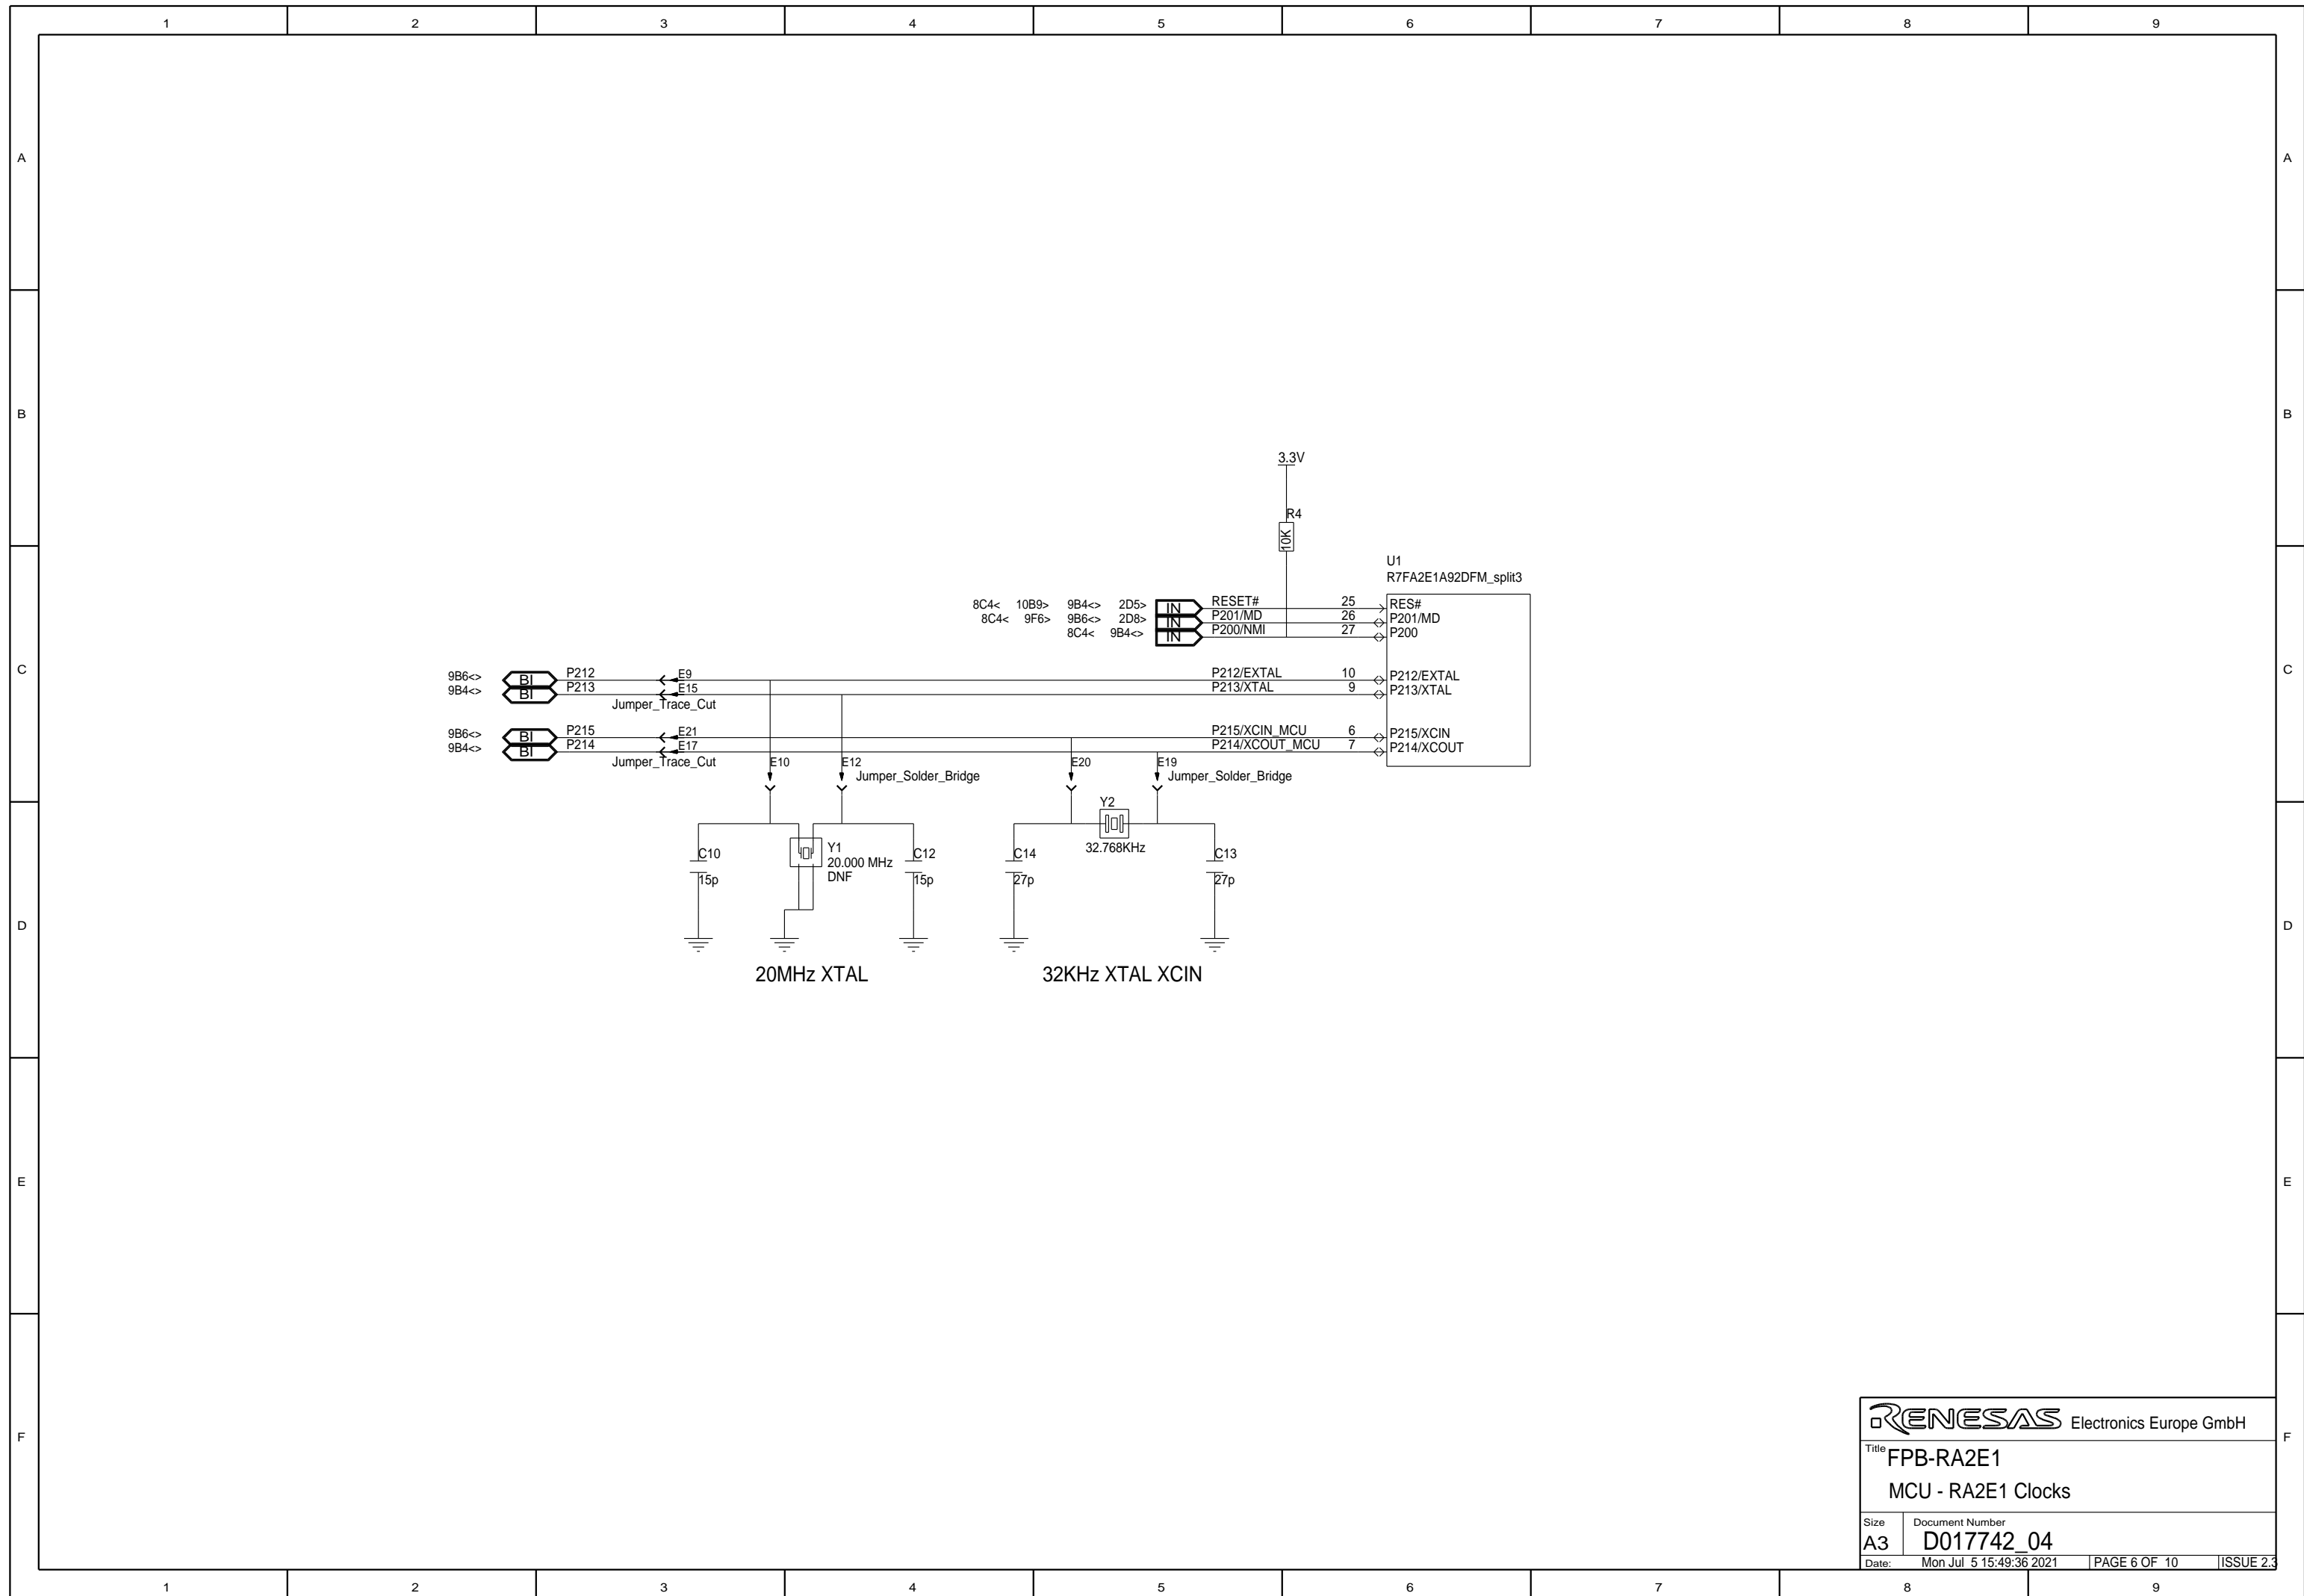 1 2 3 4 5 6 7 8 9
A A
B B
3.3V
R4
10K
U1
R7FA2E1A92DFM_split3
8C4< 10B9> 9B4<> 2D5> IN RESET# 25 RES#
8C4< 9F6> 9B6<> 2D8> IN P201/MD 26 P201/MD
8C4< 9B4<> IN P200/NMI 27 P200
C C
9B6<> BI P212 E9 P212/EXTAL 10 P212/EXTAL
9B4<> BI P213 E15 P213/XTAL 9 P213/XTAL
Jumper_Trace_Cut
9B6<> BI P215 E21 P215/XCIN_MCU 6 P215/XCIN
9B4<> BI P214 E17 P214/XCOUT_MCU 7 P214/XCOUT
Jumper_Trace_Cut E10 E12 E20 E19
Jumper_Solder_Bridge Jumper_Solder_Bridge
Y2
C10 Y1 C12 C14 32.768KHz C13
20.000 MHz
15p DNF 15p 27p 27p
D D
20MHz XTAL 32KHz XTAL XCIN
E E
F F
RENESAS Electronics Europe GmbH
Title FPB-RA2E1
MCU - RA2E1 Clocks
Size Document Number
A3 D017742_04
Date: Mon Jul 5 15:49:36 2021 PAGE 6 OF 10 ISSUE 2.3
1 2 3 4 5 6 7 8 9